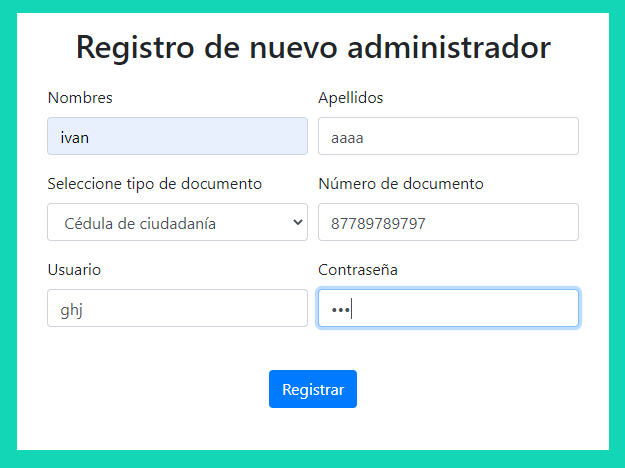 Registro de nuevo administrador
Nombres Apellidos
ivan aaaa
Seleccione tipo de documento Número de documento
Cédula de ciudadanía 87789789797
Usuario Contraseña
ghj •••
Registrar